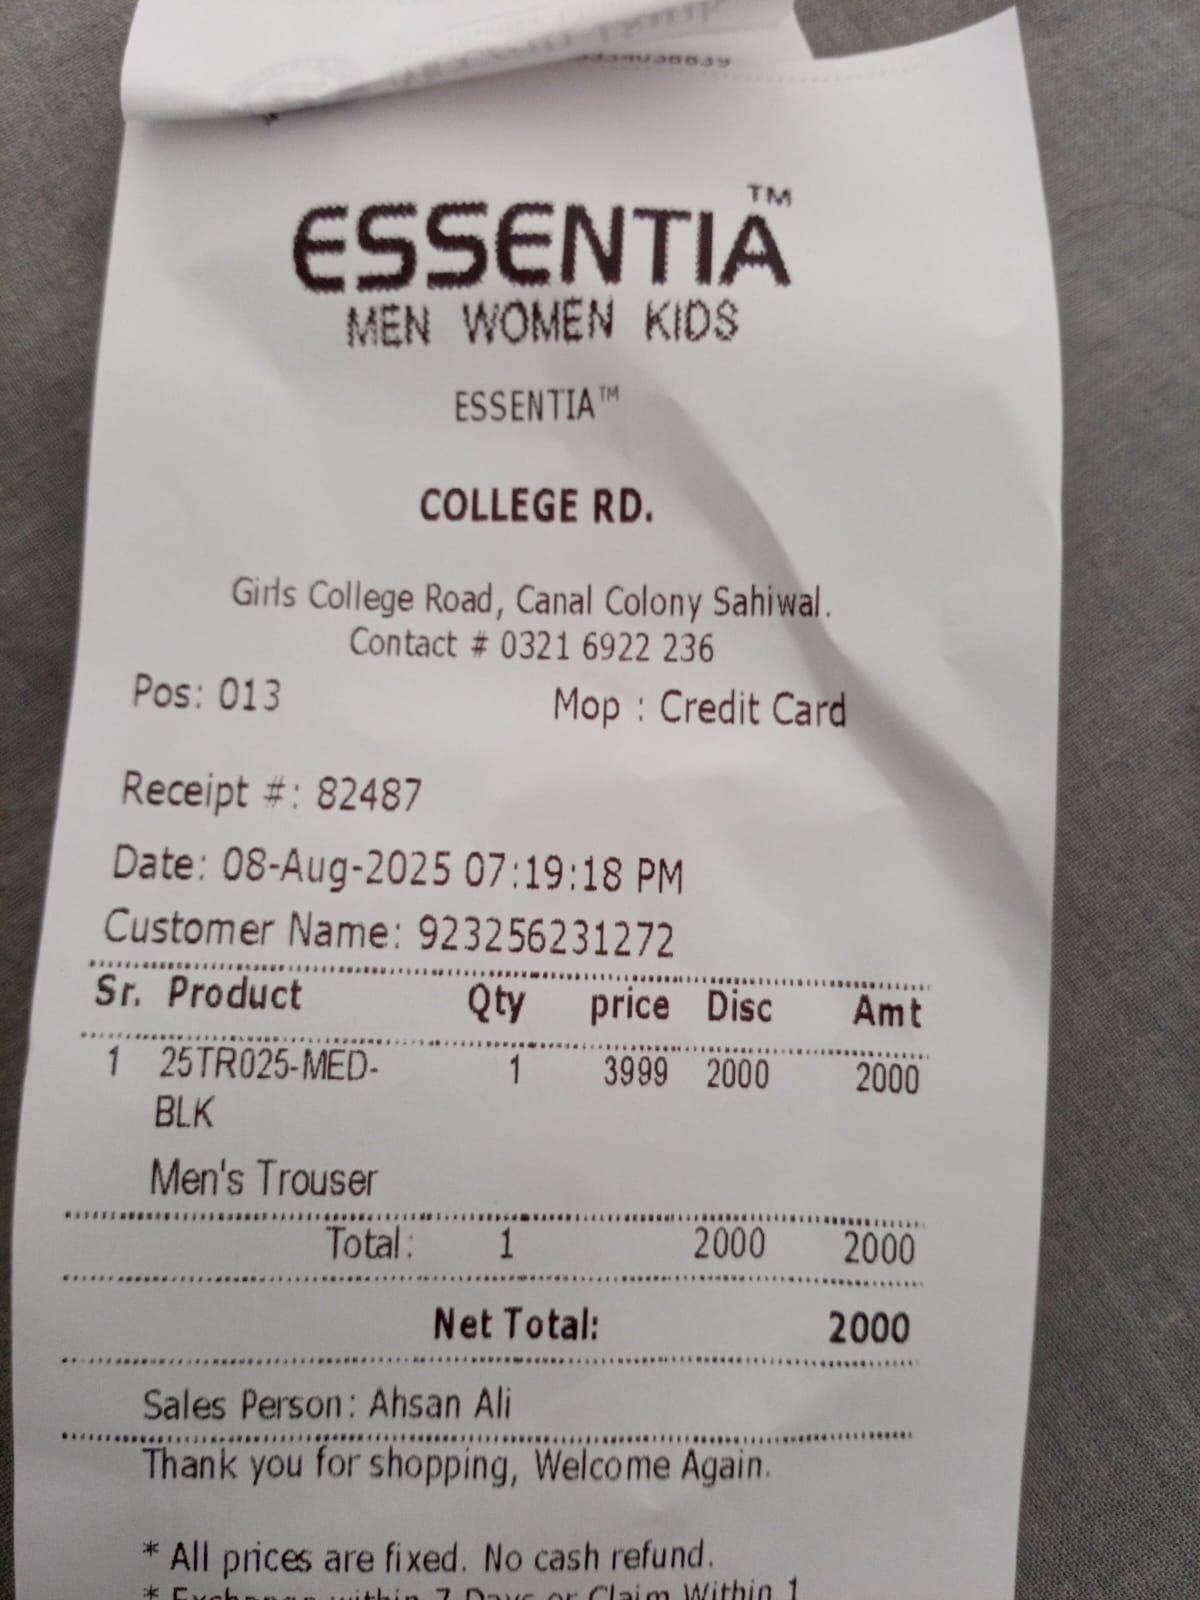 ESSENTIA™
MEN WOMEN KIDS
ESSENTIA™
COLLEGE RD.
Girls College Road, Canal Colony Sahiwal.
Contact # 0321 6922 236
Pos: 013 Mop : Credit Card
Receipt #: 82487
Date: 08-Aug-2025 07:19:18 PM
Customer Name: 923256231272
Sr. Product Qty price Disc Amt
1 25TR025-MED- 1 3999 2000 2000
BLK
Men's Trouser
Total: 1 2000 2000
Net Total: 2000
Sales Person: Ahsan Ali
Thank you for shopping, Welcome Again.
* All prices are fixed. No cash refund.
* Exchange within 7 Days or Claim Within 1